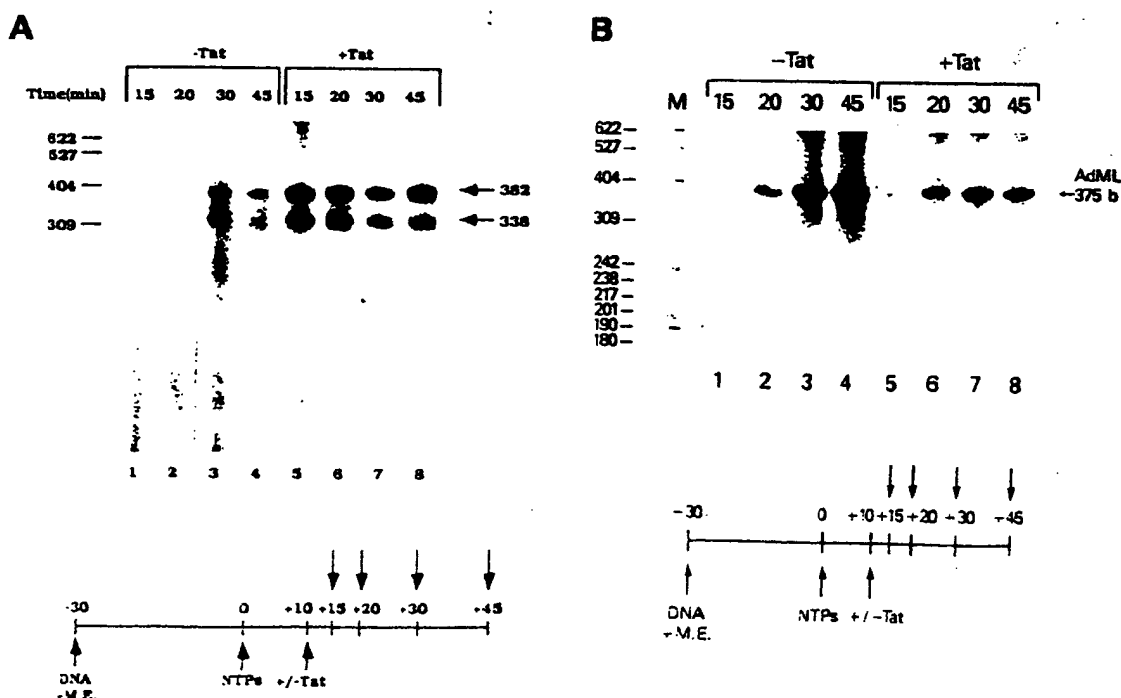 A
-Tat +Tat
Time(min) 15 20 30 45 15 20 30 45
622
527
404
309
382
338
1 2 3 4 5 6 7 8
-30 0 +10 +15 +20 +30 +45
DNA NTPs +/-Tat
+M.E.
B
-Tat +Tat
M 15 20 30 45 15 20 30 45
622
527
404
309
242
238
217
201
190
180
AdML
375 b
1 2 3 4 5 6 7 8
-30 0 +10 +15 +20 +30 +45
DNA NTPs +/-Tat
+M.E.